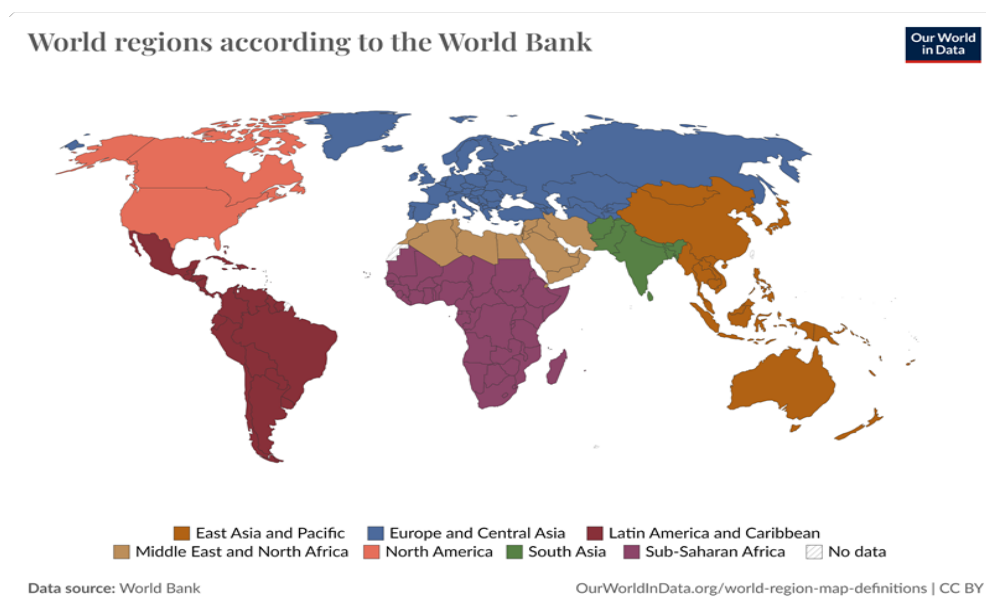 World regions according to the World Bank
Our World
in Data
East Asia and Pacific
Europe and Central Asia
Latin America and Caribbean
Middle East and North Africa
North America
South Asia
Sub-Saharan Africa
No data
Data source: World Bank
OurWorldInData.org/world-region-map-definitions | CC BY